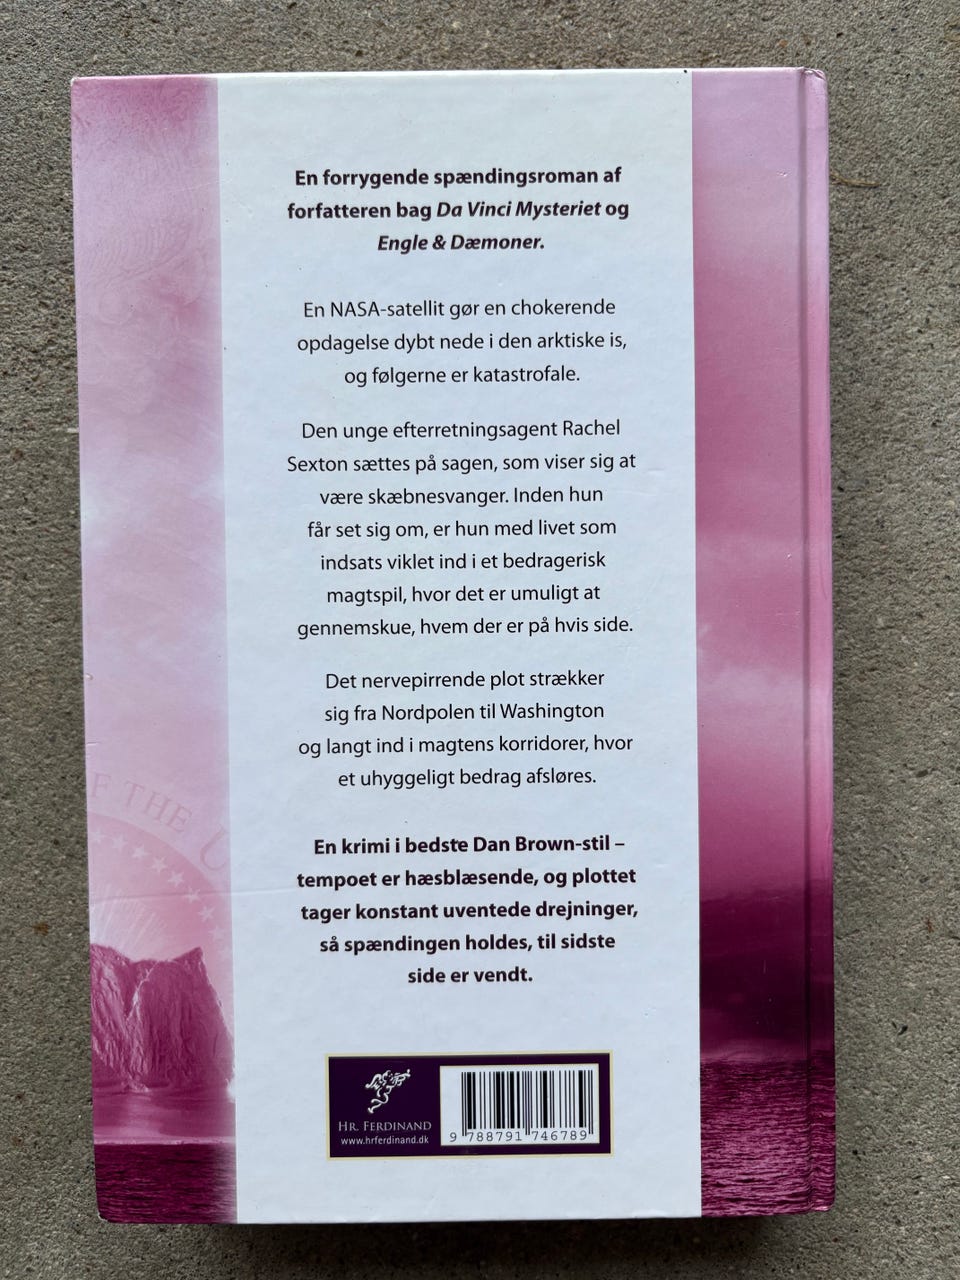 En forrygende spændingsroman af
forfatteren bag Da Vinci Mysteriet og
Engle & Dæmoner.
En NASA-satellit gør en chokerende
opdagelse dybt nede i den arktiske is,
og følgerne er katastrofale.
Den unge efterretningsagent Rachel
Sexton sættes på sagen, som viser sig at
være skæbnesvanger. Inden hun
får set sig om, er hun med livet som
indsats viklet ind i et bedragerisk
magtspil, hvor det er umuligt at
gennemskue, hvem der er på hvis side.
Det nervepirrende plot strækker
sig fra Nordpolen til Washington
og langt ind i magtens korridorer, hvor
et uhyggeligt bedrag afsløres.
F THE U
En krimi i bedste Dan Brown-stil –
tempoet er hæsblæsende, og plottet
tager konstant uventede drejninger,
så spændingen holdes, til sidste
side er vendt.
HR. FERDINAND
www.hrferdinand.dk
9 788791 746789